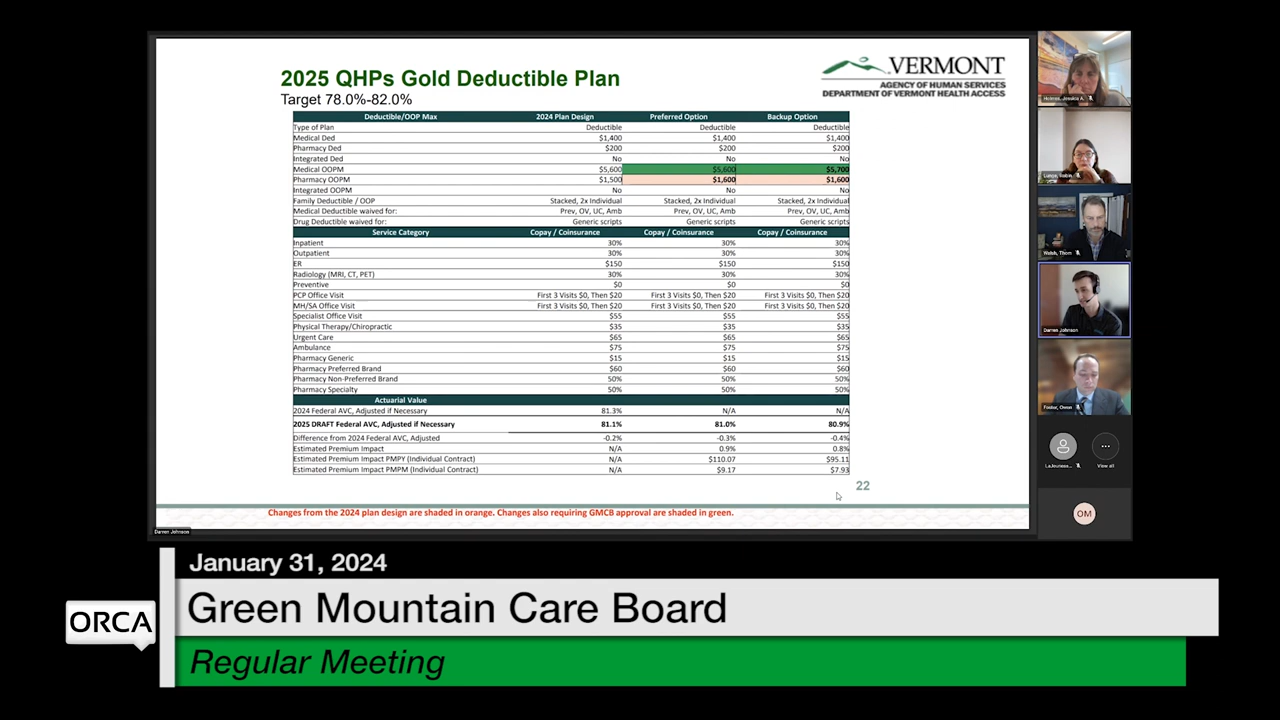 2025 QHPs Gold Deductible Plan
Target 78.0%-82.0%
VERMONT
AGENCY OF HUMAN SERVICES
DEPARTMENT OF VERMONT HEALTH ACCESS
Deductible/OOP Max 2024 Plan Design Preferred Option Backup Option
Type of Plan Deductible Deductible Deductible
Medical Ded $1,400 $1,400 $1,400
Pharmacy Ded $200 $200 $200
Integrated Ded No No No
Medical OOPM $5,600 $5,600 $5,700
Pharmacy OOPM $1,500 $1,600 $1,600
Integrated OOPM No No No
Family Deductible / OOP Stacked, 2x Individual Stacked, 2x Individual Stacked, 2x Individual
Medical Deductible waived for: Prev, OV, UC, Amb Prev, OV, UC, Amb Prev, OV, UC, Amb
Drug Deductible waived for: Generic scripts Generic scripts Generic scripts
Service Category Copay / Coinsurance Copay / Coinsurance Copay / Coinsurance
Inpatient 30% 30% 30%
Outpatient 30% 30% 30%
ER $150 $150 $150
Radiology (MRI, CT, PET) 30% 30% 30%
Preventive $0 $0 $0
PCP Office Visit First 3 Visits $0, Then $20 First 3 Visits $0, Then $20 First 3 Visits $0, Then $20
MH/SA Office Visit First 3 Visits $0, Then $20 First 3 Visits $0, Then $20 First 3 Visits $0, Then $20
Specialist Office Visit $55 $55 $55
Physical Therapy/Chiropractic $35 $35 $35
Urgent Care $65 $65 $65
Ambulance $75 $75 $75
Pharmacy Generic $15 $15 $15
Pharmacy Preferred Brand $60 $60 $60
Pharmacy Non-Preferred Brand 50% 50% 50%
Pharmacy Specialty 50% 50% 50%
Actuarial Value
2024 Federal AVC, Adjusted if Necessary 81.3% N/A N/A
2025 DRAFT Federal AVC, Adjusted if Necessary 81.1% 81.0% 80.9%
Difference from 2024 Federal AVC, Adjusted -0.2% -0.3% -0.4%
Estimated Premium Impact N/A 0.9% 0.8%
Estimated Premium Impact PMPY (Individual Contract) N/A $110.07 $95.11
Estimated Premium Impact PMPM (Individual Contract) N/A $9.17 $7.93
22
Changes from the 2024 plan design are shaded in orange. Changes also requiring GMCB approval are shaded in green.
Darren Johnson
Holmes, Jessica A.
Lunge, Robin
Walsh, Thom
Darren Johnson
Foster, Owen
LaJeunes...
View all
OM
January 31, 2024
ORCA
Green Mountain Care Board
Regular Meeting